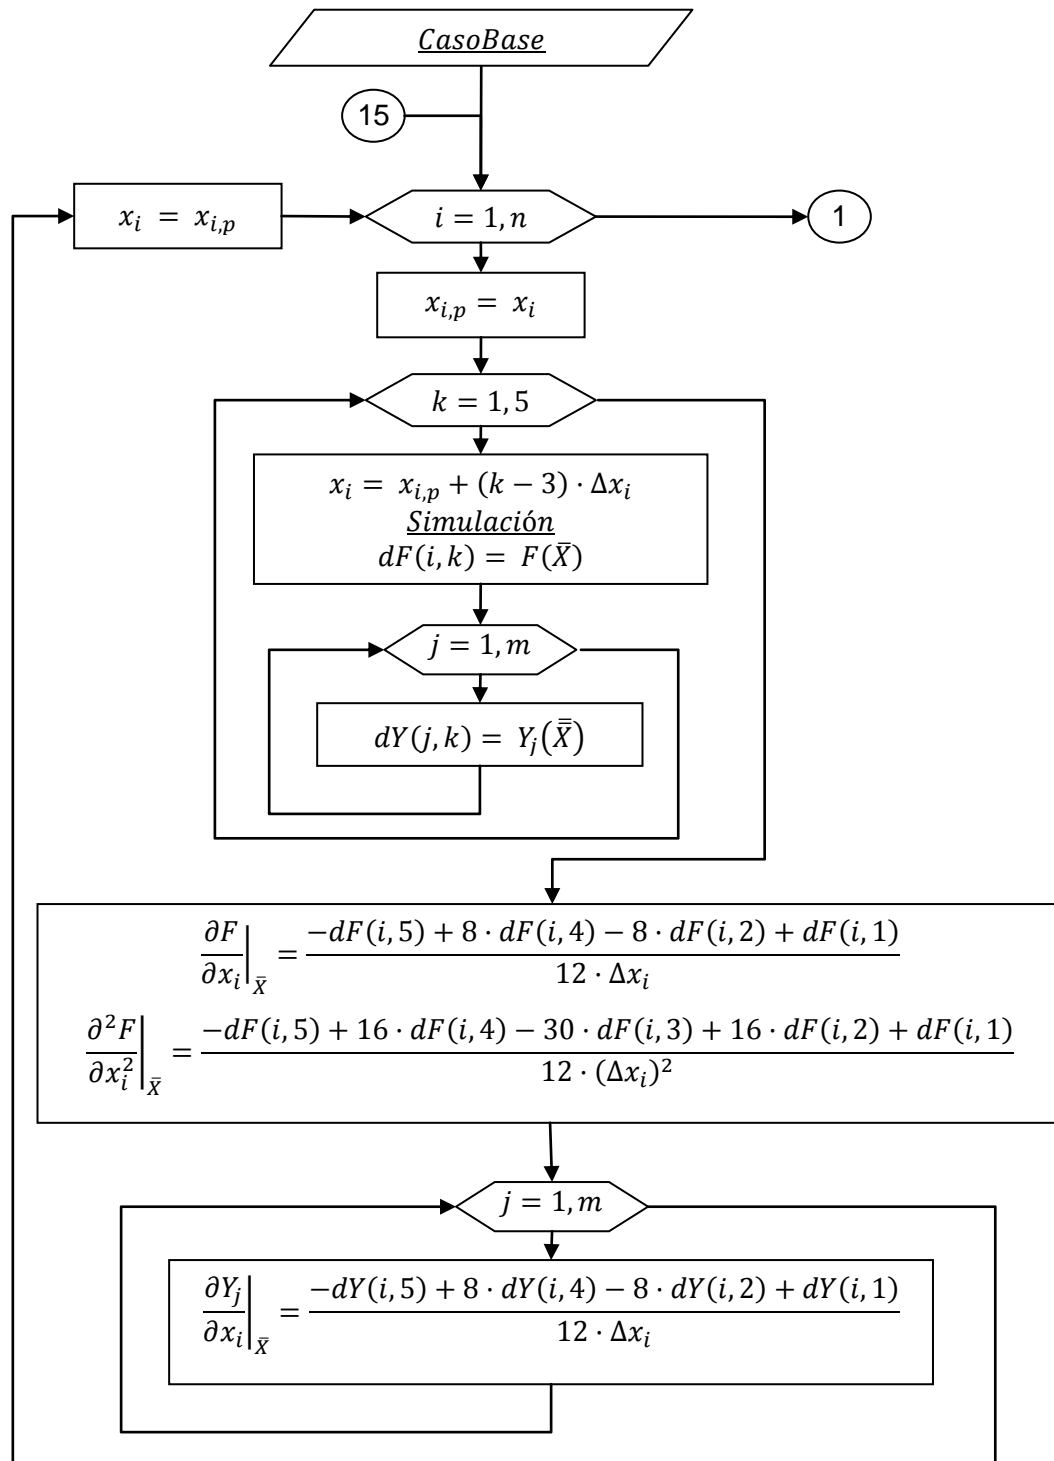 CasoBase
15
x_i = x_{i,p}
i = 1, n
1
x_{i,p} = x_i
k = 1, 5
x_i = x_{i,p} + (k − 3) · Δx_i
Simulación
dF(i, k) = F(X̄)
j = 1, m
dY(j, k) = Y_j(X̿)
∂F/∂x_i|_X̄ = (−dF(i, 5) + 8 · dF(i, 4) − 8 · dF(i, 2) + dF(i, 1))/(12 · Δx_i)
∂²F/∂x_i²|_X̄ = (−dF(i, 5) + 16 · dF(i, 4) − 30 · dF(i, 3) + 16 · dF(i, 2) + dF(i, 1))/(12 · (Δx_i)²)
j = 1, m
∂Y_j/∂x_i|_X̄ = (−dY(i, 5) + 8 · dY(i, 4) − 8 · dY(i, 2) + dY(i, 1))/(12 · Δx_i)